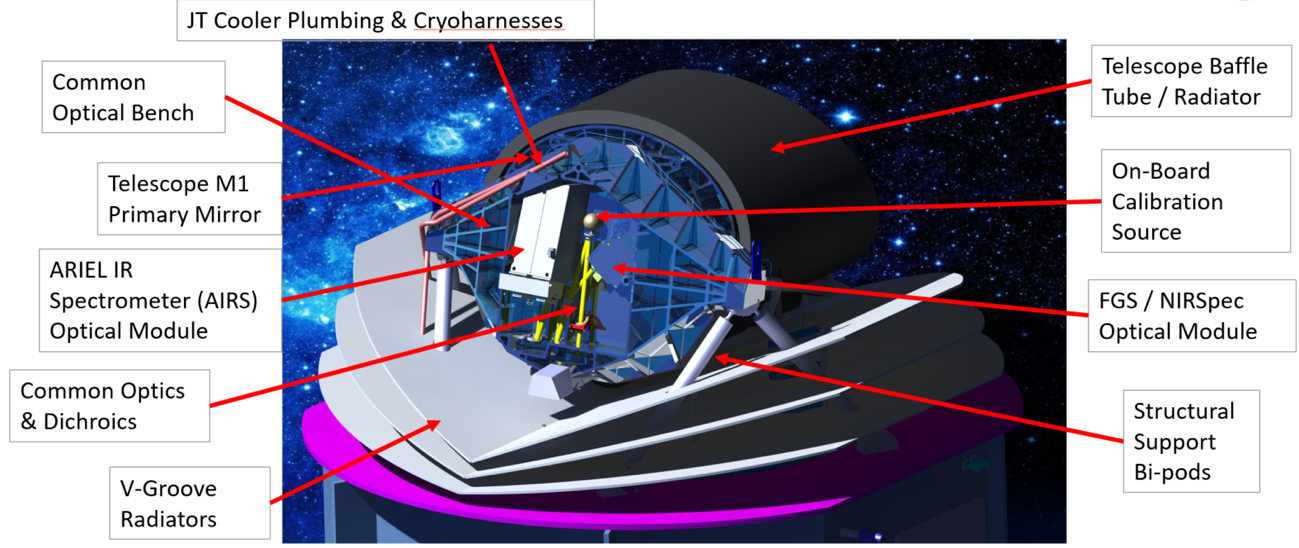 JT Cooler Plumbing & Cryoharnesses
Common
Optical Bench
Telescope M1
Primary Mirror
ARIEL IR
Spectrometer (AIRS)
Optical Module
Common Optics
& Dichroics
V-Groove
Radiators
Telescope Baffle
Tube / Radiator
On-Board
Calibration
Source
FGS / NIRSpec
Optical Module
Structural
Support
Bi-pods